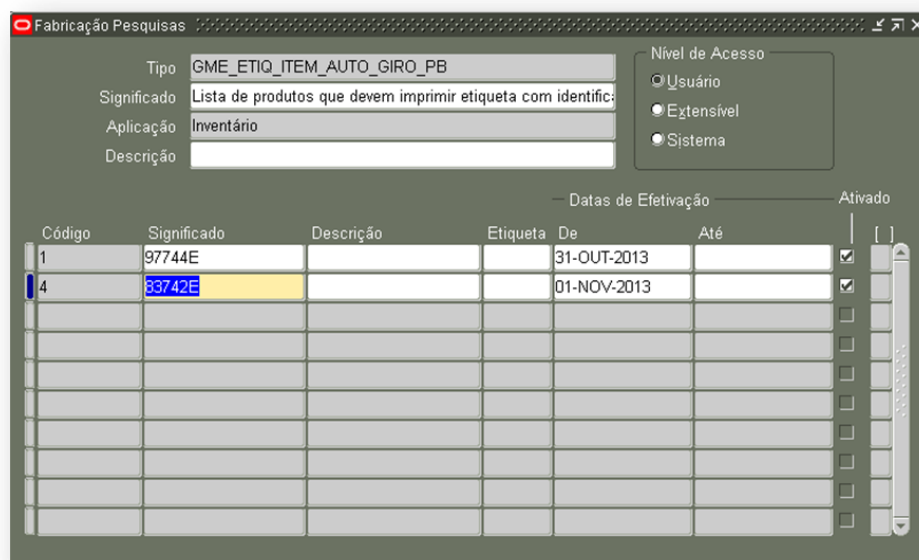 Fabricação Pesquisas
Nível de Acesso
Tipo GME_ETIQ_ITEM_AUTO_GIRO_PB
Usuário
Significado Lista de produtos que devem imprimir etiqueta com identific
Extensível
Aplicação Inventário
Sistema
Descrição
Datas de Efetivação Ativado
Código Significado Descrição Etiqueta De Até [ ]
1 97744E 31-OUT-2013
4 83742E 01-NOV-2013